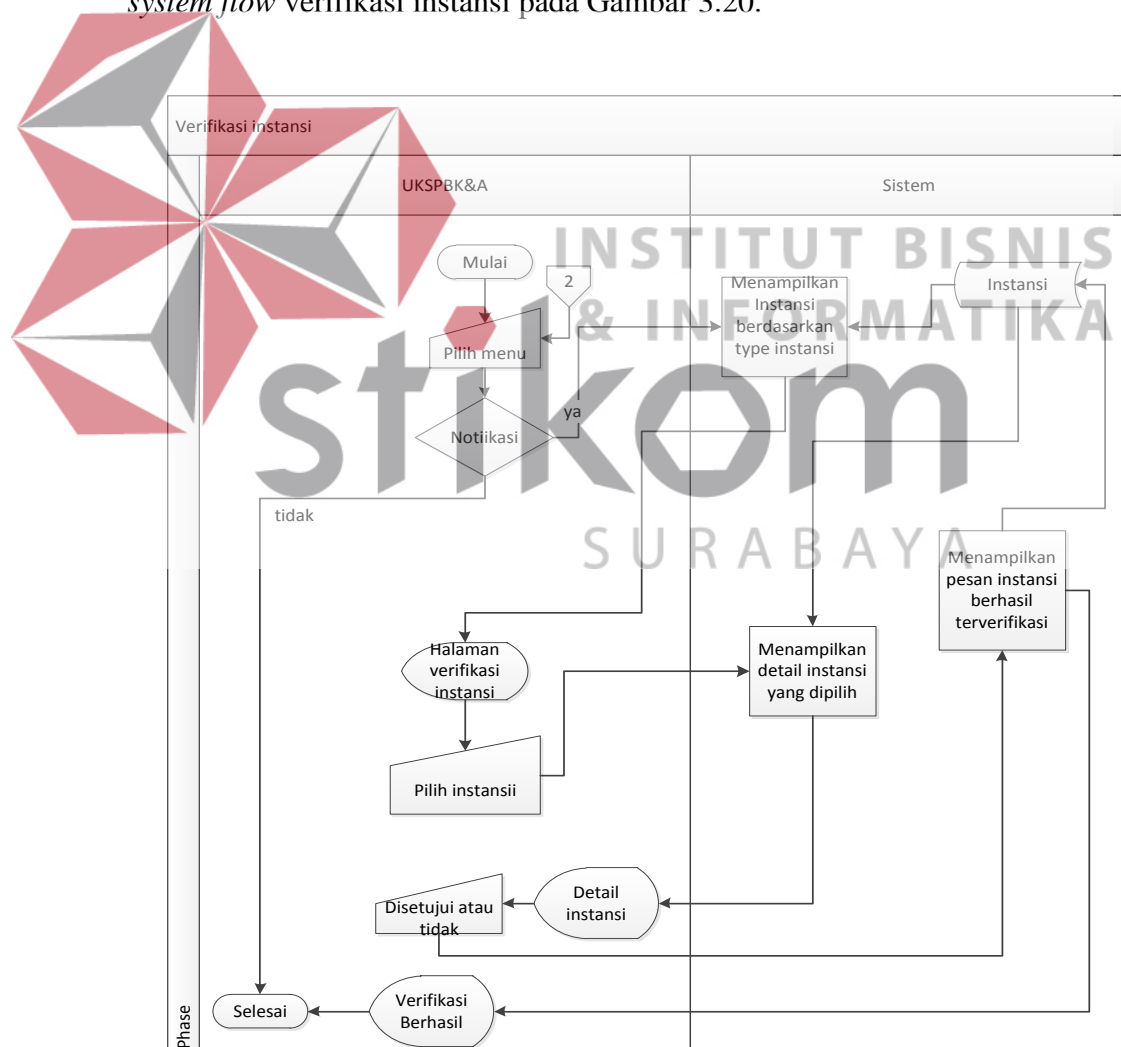 system flow verifikasi instansi pada Gambar 3.20.
Verifikasi instansi
UKSPBK&A
Sistem
Phase
INSTITUT BISNIS
& INFORMATIKA
stikom
SURABAYA
Mulai
2
Pilih menu
Notiikasi
ya
tidak
Menampilkan
Instansi
berdasarkan
type instansi
Instansi
Menampilkan
pesan instansi
berhasil
terverifikasi
Halaman
verifikasi
instansi
Menampilkan
detail instansi
yang dipilih
Pilih instansii
Disetujui atau
tidak
Detail
instansi
Selesai
Verifikasi
Berhasil